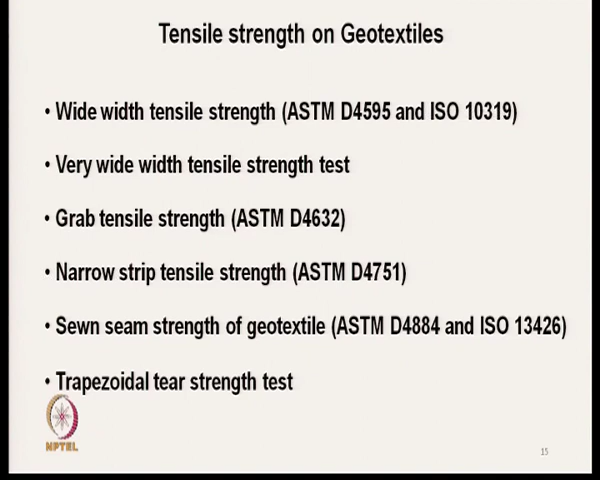 Tensile strength on Geotextiles
• Wide width tensile strength (ASTM D4595 and ISO 10319)
• Very wide width tensile strength test
• Grab tensile strength (ASTM D4632)
• Narrow strip tensile strength (ASTM D4751)
• Sewn seam strength of geotextile (ASTM D4884 and ISO 13426)
• Trapezoidal tear strength test
NPTEL
15